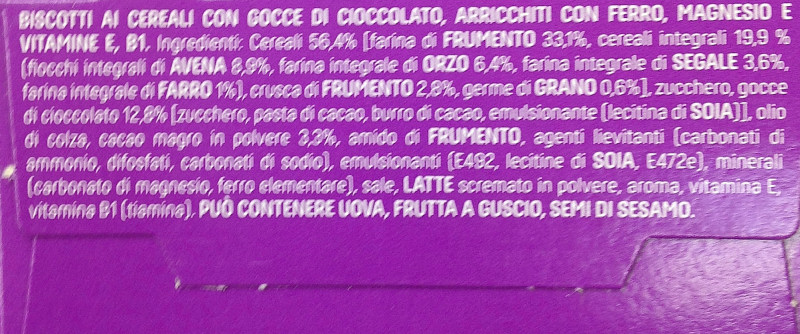 BISCOTTI AI CEREALI CON GOCCE DI CIOCCOLATO, ARRICCHITI CON FERRO, MAGNESIO E
VITAMINE E, B1. Ingredienti: Cereali 56,4% [farina di FRUMENTO 33,1%, cereali integrali 19,9 %
(fiocchi integrali di AVENA 8,9%, farina integrale di ORZO 6,4%, farina integrale di SEGALE 3,6%,
farina integrale di FARRO 1%), crusca di FRUMENTO 2,8%, germe di GRANO 0,6%], zucchero, gocce
di cioccolato 12,8% [zucchero, pasta di cacao, burro di cacao, emulsionante (lecitina di SOIA)], olio
di colza, cacao magro in polvere 3,3%, amido di FRUMENTO, agenti lievitanti (carbonati di
ammonio, difosfati, carbonati di sodio), emulsionanti (E492, lecitine di SOIA, E472e), minerali
(carbonato di magnesio, ferro elementare), sale, LATTE scremato in polvere, aroma, vitamina E,
vitamina B1 (tiamina). PUÒ CONTENERE UOVA, FRUTTA A GUSCIO, SEMI DI SESAMO.